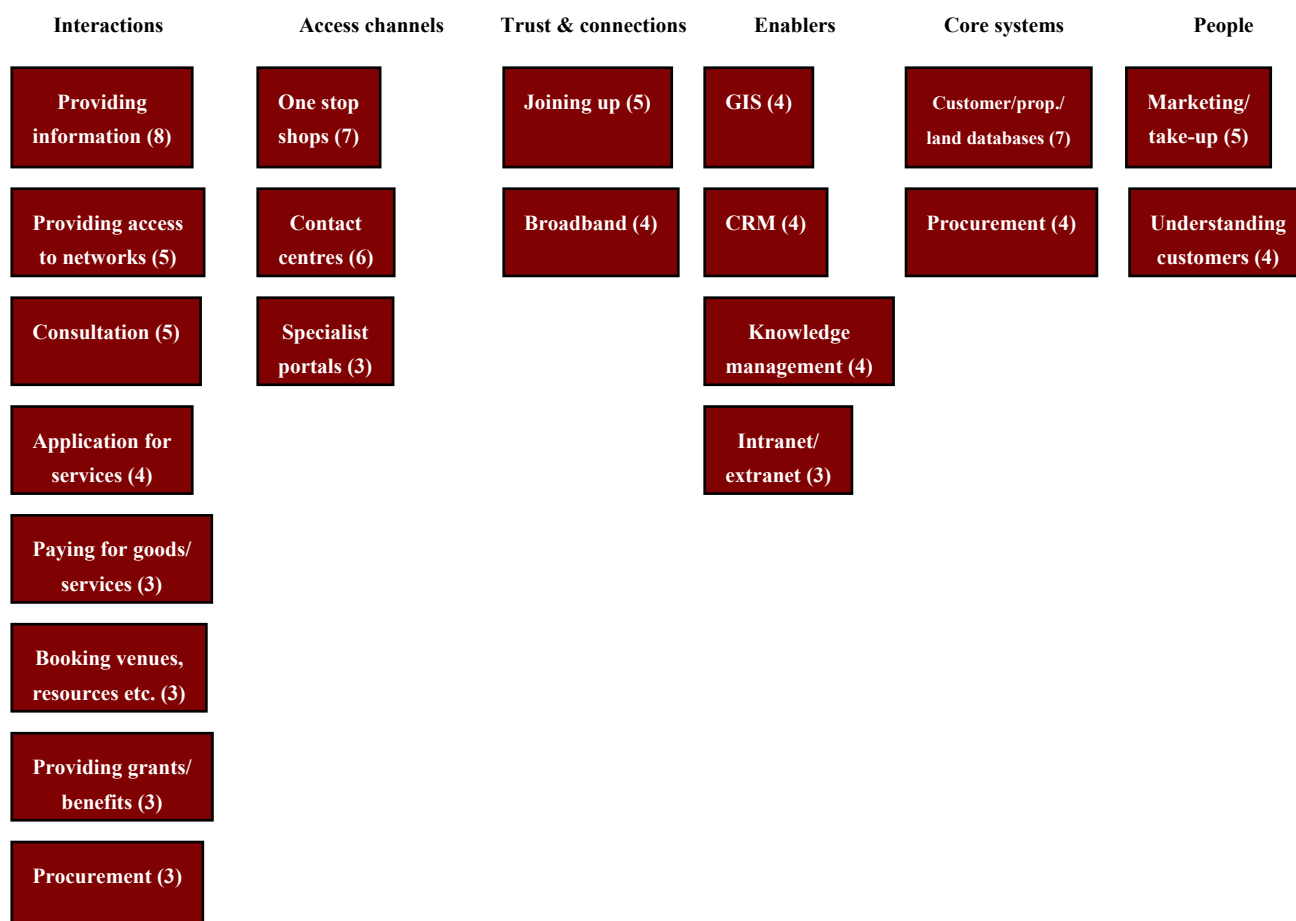 Interactions
Access channels
Trust & connections
Enablers
Core systems
People
Providing
information (8)
One stop
shops (7)
Joining up (5)
GIS (4)
Customer/prop./
land databases (7)
Marketing/
take-up (5)
Providing access
to networks (5)
Contact
centres (6)
Broadband (4)
CRM (4)
Procurement (4)
Understanding
customers (4)
Consultation (5)
Specialist
portals (3)
Knowledge
management (4)
Application for
services (4)
Intranet/
extranet (3)
Paying for goods/
services (3)
Booking venues,
resources etc. (3)
Providing grants/
benefits (3)
Procurement (3)